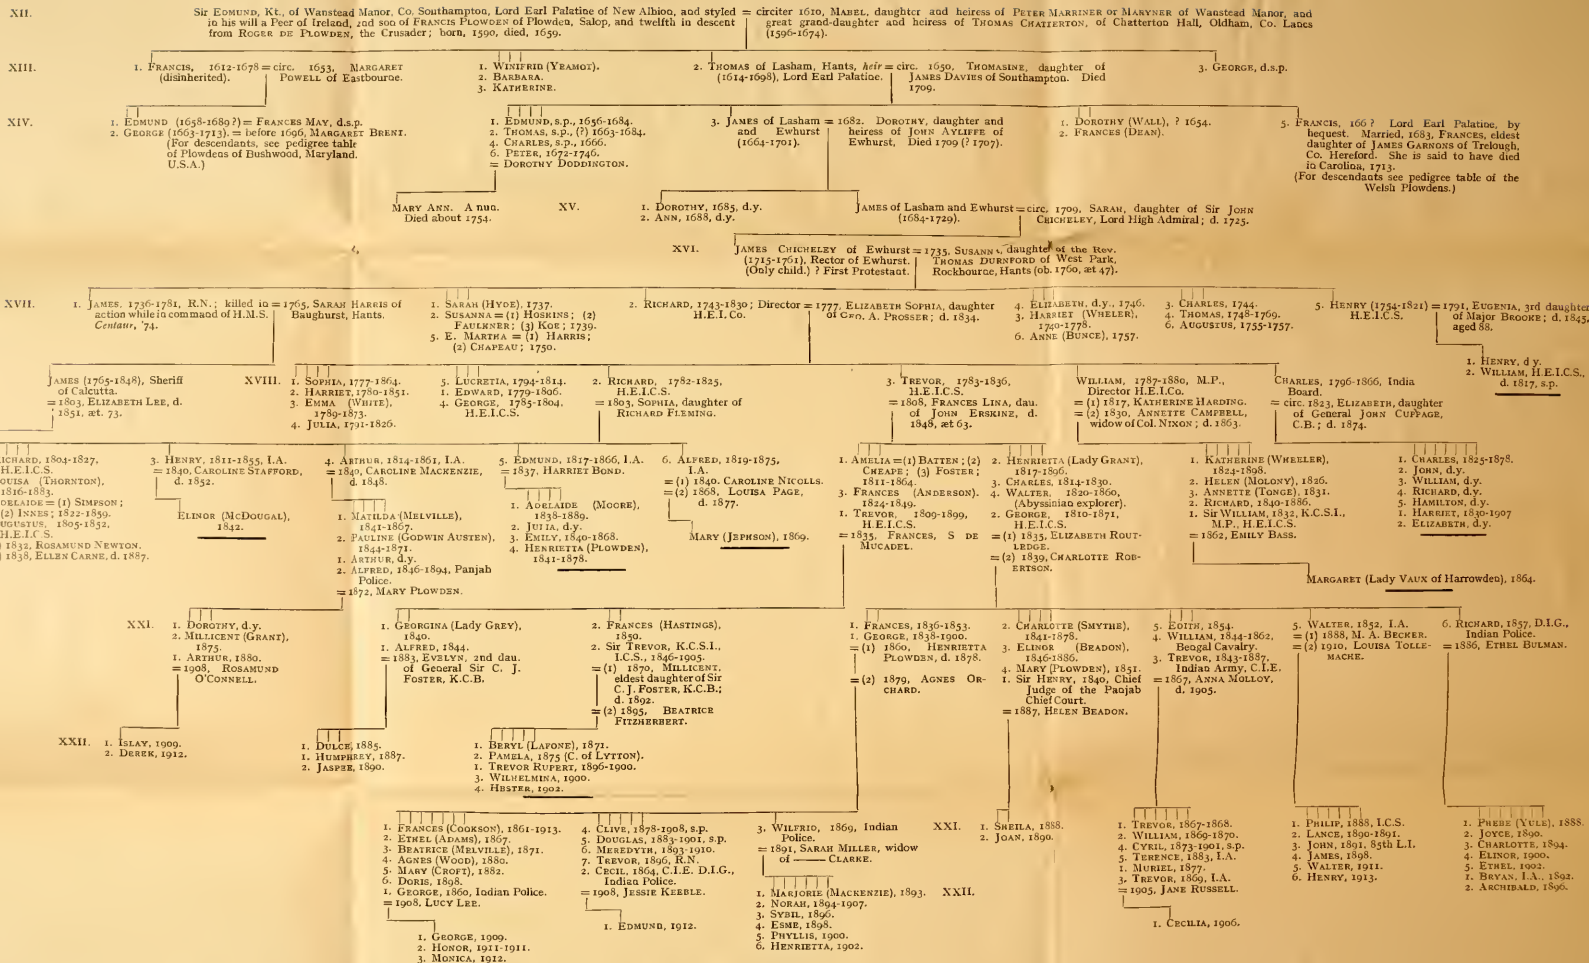 XII.
Sir EDMUND, Kt., of Wanstead Manor, Co. Southampton, Lord Earl Palatine of New Albion, and styled = circiter 1610, MABEL, daughter and heiress of PETER MARRINER or MARYNER of Wanstead Manor, and
in his will a Peer of Ireland, and son of FRANCIS PLOWDEN of Plowden, Salop, and twelfth in descent
great grand-daughter and heiress of THOMAS CHATTERTON, of Chatterton Hall, Oldham, Co. Lancs
from ROGER DE PLOWDEN, the Crusader; born, 1590, died, 1659.
(1596-1674).
XIII.
1. FRANCIS, 1612-1678 = circ. 1653, MARGARET
(disinherited). POWELL of Eastbourne.
1. WINIFRID (YEAMOT).
2. BARBARA.
3. KATHERINE.
2. THOMAS of Lasham, Hants, heir = circ. 1650, THOMASINE, daughter of
(1614-1698), Lord Earl Palatine. JAMES DAVIES of Southampton. Died
1709.
3. GEORGE, d.s.p.
XIV.
1. EDMUND (1658-1689?) = FRANCES MAY, d.s.p.
2. GEORGE (1663-1713). = before 1696, MARGARET BRENT.
(For descendants, see pedigree table
of Plowdens of Bushwood, Maryland.
U.S.A.)
1. EDMUND, s.p., 1656-1684.
2. THOMAS, s.p., (?) 1663-1684.
4. CHARLES, s.p.,
6. PETER, 1672-1746.
= DOROTHY DODDINGTON.
3. JAMES of Lasham = 1682. DOROTHY, daughter and
and Ewhurst heiress of JOHN AYLIFFE of
(1664-1701). Ewhurst, Died 1709 (? 1707).
1. DOROTHY (WALL), ? 1654.
2. FRANCES (DEAN).
5. FRANCIS, 166? Lord Earl Palatine, by
bequest. Married, 1683, FRANCES, eldest
daughter of JAMES GARNONS of Trelough,
Co. Hereford. She is said to have died
in Carolina, 1713.
(For descendants see pedigree table of the
Welsh Plowdens.)
MARY ANN. A nun.
Died about 1754.
XV.
1. DOROTHY, 1685, d.y.
2. ANN, 1688, d.y.
JAMES of Lasham and Ewhurst = circ. 1709, SARAH, daughter of Sir JOHN
(1684-1729). CHICHELEY, Lord High Admiral; d. 1725.
XVI.
JAMES CHICHELEY of Ewhurst = 1735, SUSANNA, daughter of the Rev.
(1715-1761), Rector of Ewhurst. THOMAS DURNFORD of West Park,
(Only child.) ? First Protestant. Rockbourne, Hants (ob. 1760, æt 47).
XVII.
1. JAMES, 1736-1781, R.N.; killed in = 1765, SARAH HARRIS of
action while in command of H.M.S. Baughurst, Hants.
Centaur, '74.
1. SARAH (HYDE), 1737.
2. SUSANNA = (1) HOSKINS; (2)
FAULKNER; (3) KOE; 1739.
5. E. MARTHA = (1) HARRIS;
(2) CHAPEAU; 1750.
2. RICHARD, 1743-1830; Director = 1777, ELIZABETH SOPHIA, daughter
H.E.I. Co. of GEO. A. PROSSER; d. 1834.
4. ELIZABETH, d.y., 1746.
3. HARRIET (WHELER),
1740-1778.
6. ANNE (BUNCE), 1757.
3. CHARLES, 1744.
4. THOMAS, 1748-1769.
6. AUGUSTUS, 1755-1757.
5. HENRY (1754-1821) = 1791, EUGENIA, 3rd daughter
H.E.I.C.S. of Major BROOKE; d. 1845,
aged 88.
1. HENRY, d y.
2. WILLIAM, H.E.I.C.S.,
d. 1817, s.p.
JAMES (1765-1848), Sheriff
of Calcutta.
= 1803, ELIZABETH LEE, d.
1851, æt. 73.
XVIII.
1. SOPHIA, 1777-1864.
2. HARRIET, 1780-1851.
3. EMMA (WHITE),
1789-1873.
4. JULIA, 1791-1826.
5. LUCRETIA, 1794-1814.
1. EDWARD, 1779-1806.
4. GEORGE, 1785-1804,
H.E.I.C.S.
2. RICHARD, 1782-1825,
H.E.I.C.S.
= 1803, SOPHIA, daughter of
RICHARD FLEMING.
3. TREVOR, 1783-1836,
H.E.I.C.S.
= 1808, FRANCES LINA, dau.
of JOHN ERSKINE, d.
1848, æt 63.
WILLIAM, 1787-1880, M.P.,
Director H.E.I.Co.
= (1) 1817, KATHERINE HARDING.
= (2) 1830, ANNETTE CAMPBELL,
widow of Col. NIXON; d. 1863.
CHARLES, 1796-1866, India
Board.
= circ. 1823, ELIZABETH, daughter
of General JOHN CUPPAGE,
C.B.; d. 1874.
ICHARD, 1804-1827,
H.E.I.C.S.
OUISA (THORNTON),
1816-1883.
DELAIDE = (1) SIMPSON;
(2) INNES; 1822-1859.
UGUSTUS, 1805-1852,
H.E.I.C.S.
1832, ROSAMUND NEWTON.
1838, ELLEN CARNE, d. 1887.
3. HENRY, 1811-1855, I.A.
= 1840, CAROLINE STAFFORD,
d. 1852.
ELINOR (MCDOUGAL),
1842.
4. ARTHUR, 1814-1861, I.A.
= 1840, CAROLINE MACKENZIE,
d. 1848.
1. MATILDA (MELVILLE),
1841-1867.
2. PAULINE (GODWIN AUSTEN),
1844-1871.
1. ARTHUR, d.y.
2. ALFRED, 1846-1894, Panjab
Police.
= 1872, MARY PLOWDEN.
5. EDMUND, 1817-1866, I.A.
= 1837, HARRIET BOND.
1. ADELAIDE (MOORE),
1838-1889.
2. JULIA, d.y.
3. EMILY, 1840-1868.
4. HENRIETTA (PLOWDEN),
1841-1878.
6. ALFRED, 1819-1875,
I.A.
= (1) 1840. CAROLINE NICOLLS.
= (2) 1868, LOUISA PAGE,
d. 1877.
MARY (JEPHSON), 1869.
1. AMELIA = (1) BATTEN; (2)
CHEAPE; (3) FOSTER;
1811-1864.
3. FRANCES (ANDERSON).
1824-1849.
1. TREVOR, 1809-1899,
H.E.I.C.S.
= 1835, FRANCES, S DE
MUCADEL.
2. HENRIETTA (Lady GRANT),
1817-1896.
3. CHARLES, 1814-1830.
4. WALTER, 1820-1860,
(Abyssinian explorer).
2. GEORGE, 1810-1871,
H.E.I.C.S.
= (1) 1835, ELIZABETH ROUT-
LEDGE.
= (2) 1839, CHARLOTTE ROB-
ERTSON.
1. KATHERINE (WHEELER),
1824-1898.
2. HELEN (MOLONY), 1826.
3. ANNETTE (TONGE), 1831.
2. RICHARD, 1840-1886.
1. Sir WILLIAM, 1832, K.C.S.I.,
M.P., H.E.I.C.S.
= 1862, EMILY BASS.
1. CHARLES, 1825-1878.
2. JOHN, d.y.
3. WILLIAM, d.y.
4. RICHARD, d.y.
5. HAMILTON, d.y.
1. HARRIET, 1830-1907
2. ELIZABETH, d.y.
MARGARET (Lady VAUX of Harrowden), 1864.
XXI.
1. DOROTHY, d.y.
2. MILLICENT (GRANT),
1875.
1. ARTHUR, 1880.
= 1908, ROSAMUND
O'CONNELL.
1. GEORGINA (Lady GREY),
1840.
1. ALFRED, 1844.
= 1883, EVELYN, 2nd dau.
of General Sir C. J.
FOSTER, K.C.B.
2. FRANCES (HASTINGS),
1850.
2. Sir TREVOR, K.C.S.I.,
I.C.S., 1846-1905.
= (1) 1870, MILLICENT,
eldest daughter of Sir
C. J. FOSTER, K.C.B.;
d. 1892.
= (2) 1895, BEATRICE
FITZHERBERT.
1. FRANCES, 1836-1853.
1. GEORGE, 1838-1900.
= (1) 1860, HENRIETTA
PLOWDEN, d. 1878.
= (2) 1879, AGNES OR-
CHARD.
2. CHARLOTTE (SMYTHE),
1841-1878.
3. ELINOR (BEADON),
1846-1886.
4. MARY (PLOWDEN), 1851.
1. Sir HENRY, 1840, Chief
Judge of the Panjab
Chief Court.
= 1887, HELEN BEADON.
5. EDITH, 1854.
4. WILLIAM, 1844-1862,
Bengal Cavalry.
3. TREVOR, 1843-1887,
Indian Army, C.I.E.
= 1867, ANNA MOLLOY,
d. 1905.
5. WALTER, 1852, I.A.
= (1) 1888, M. A. BECKER.
= (2) 1910, LOUISA TOLLE-
MACHE.
6. RICHARD, 1857, D.I.G.,
Indian Police.
= 1886, ETHEL BULMAN.
XXII.
1. ISLAY, 1909.
2. DEREK, 1912.
1. DULCE, 1885.
1. HUMPHREY, 1887.
2. JASPER, 1890.
1. BERYL (LAFONE), 1871.
2. PAMELA, 1875 (C. of LYTTON).
1. TREVOR RUPERT, 1896-1900.
3. WILHELMINA, 1900.
4. HESTER, 1902.
1. FRANCES (COOKSON), 1861-1913.
2. ETHEL (ADAMS), 1867.
3. BEATRICE (MELVILLE), 1871.
4. AGNES (WOOD), 1880.
5. MARY (CROFT), 1882.
6. DORIS, 1898.
1. GEORGE, 1860, Indian Police.
= 1908, LUCY LEE.
1. GEORGE, 1909.
2. HONOR, 1911-1911.
3. MONICA, 1912.
4. CLIVE, 1878-1908, s.p.
5. DOUGLAS, 1883-1901, s.p.
6. MEREDYTH, 1893-1910.
7. TREVOR, 1896, R.N.
2. CECIL, 1864, C.I.E. D.I.G.,
Indian Police.
= 1908, JESSIE KEEBLE.
1. EDMUND, 1912.
3. WILFRID, 1869, Indian
Police.
= 1891, SARAH MILLER, widow
of —— CLARKE.
1. MARJORIE (MACKENZIE), 1893.
2. NORAH, 1894-1907.
3. SYBIL, 1896.
4. ESME, 1898.
5. PHYLLIS, 1900.
6. HENRIETTA, 1902.
XXI.
1. SHEILA, 1888.
2. JOAN, 1890.
XXII.
1. TREVOR, 1867-1868.
2. WILLIAM, 1869-1870.
4. CYRIL, 1873-1901, s.p.
5. TERENCE, 1883, I.A.
1. MURIEL, 1877.
3. TREVOR, 1869, I.A.
= 1905, JANE RUSSELL.
1. CECILIA, 1906.
1. PHILIP, 1888, I.C.S.
2. LANCE, 1890-1891.
3. JOHN, 1891, 85th L.I.
4. JAMES, 1898.
5. WALTER, 1911.
6. HENRY, 1913.
1. PHEBE (YULE), 1888.
2. JOYCE, 1890.
3. CHARLOTTE, 1894.
4. ELINOR, 1900.
5. ETHEL, 1902.
1. BRYAN, I.A., 1892.
2. ARCHIBALD, 1896.